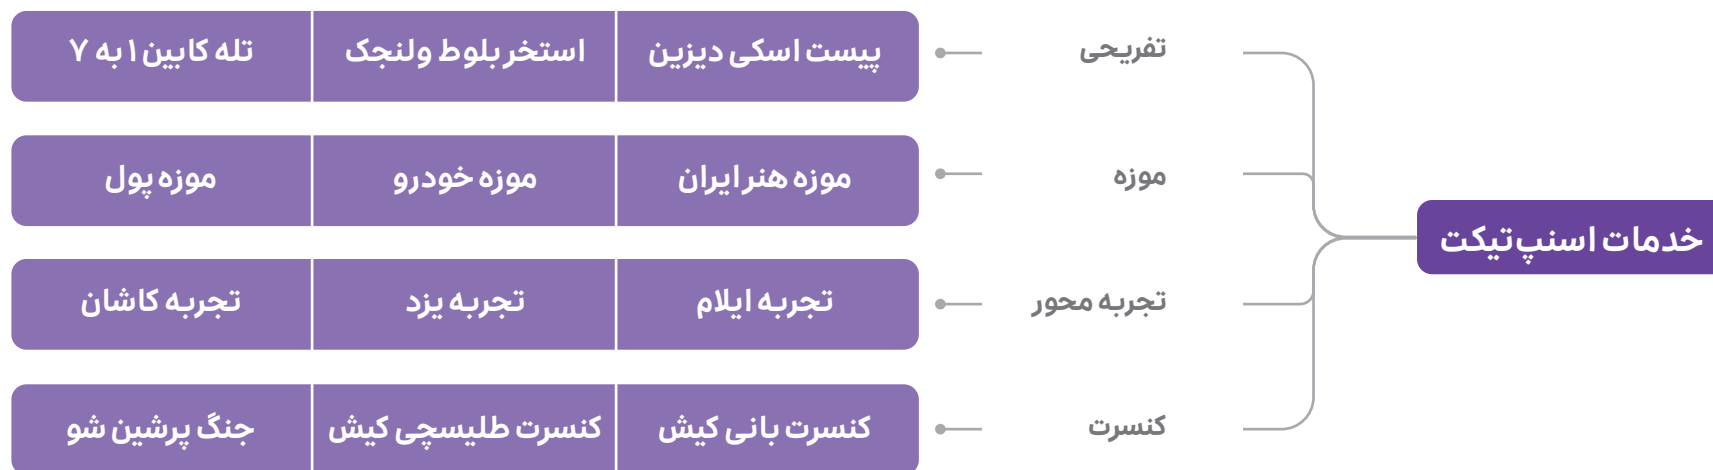 خدمات اسنپ‌تیکت
تفریحی
پیست اسکی دیزین
استخر بلوط ولنجک
تله کابین ۱ به ۷
موزه
موزه هنر ایران
موزه خودرو
موزه پول
تجربه محور
تجربه ایلام
تجربه یزد
تجربه کاشان
کنسرت
کنسرت بانی کیش
کنسرت طلیسچی کیش
جنگ پرشین شو